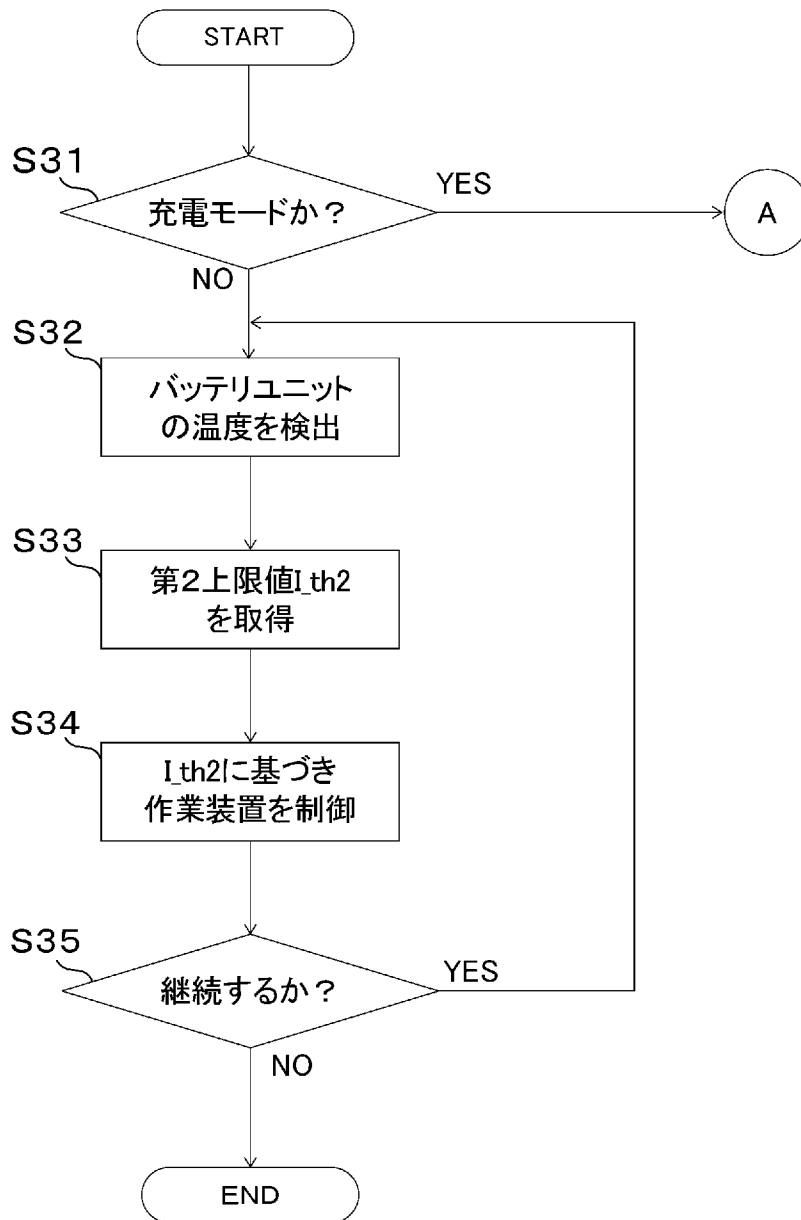 START
S31
充電モードか？
YES
A
NO
S32
バッテリユニット
の温度を検出
S33
第２上限値I_th2
を取得
S34
I_th2に基づき
作業装置を制御
S35
継続するか？
YES
NO
END